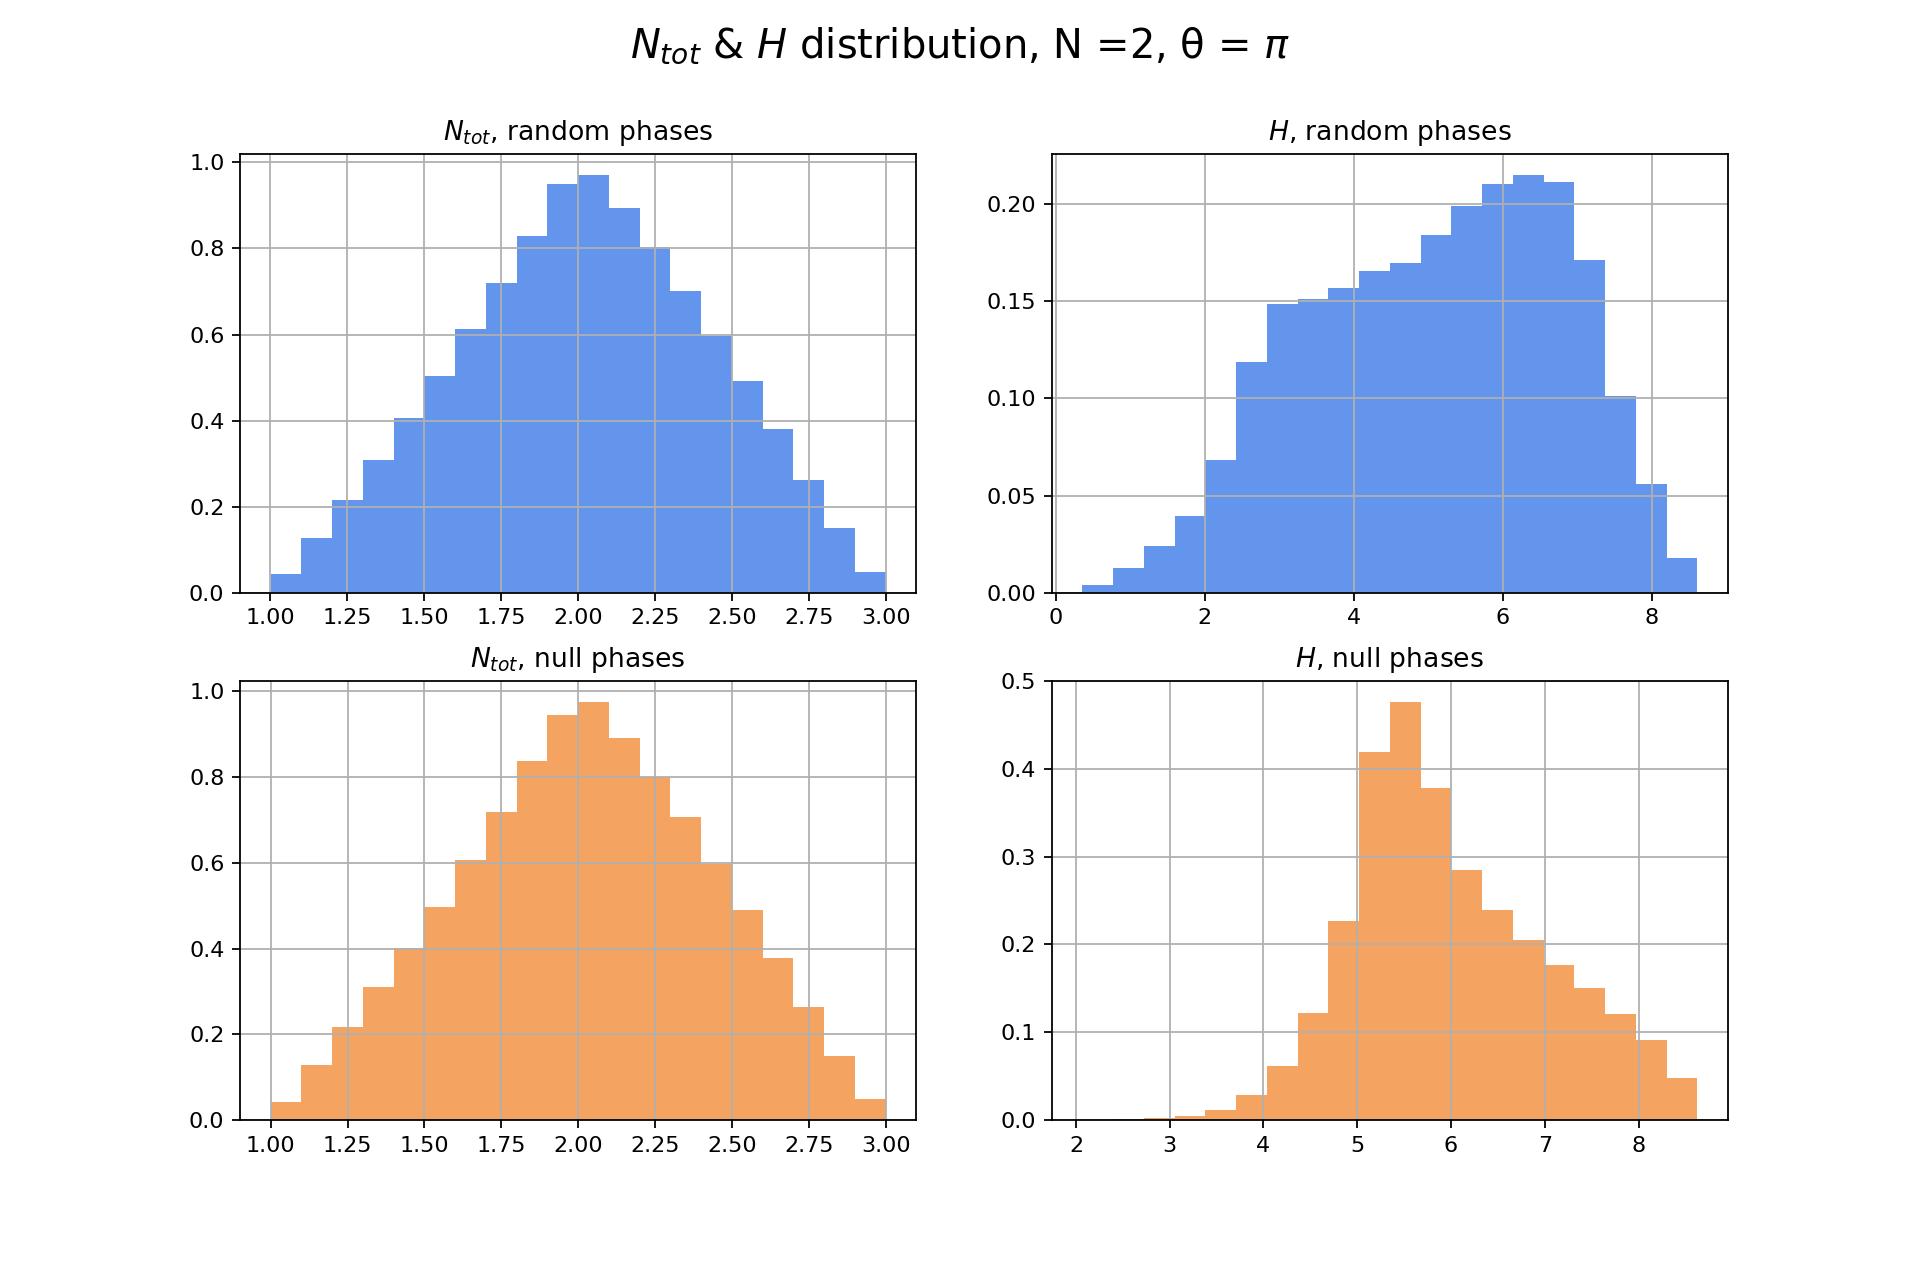 N_tot & H distribution, N =2, θ = π
N_tot, random phases
1.0
0.8
0.6
0.4
0.2
0.0
1.00 1.25 1.50 1.75 2.00 2.25 2.50 2.75 3.00
H, random phases
0.20
0.15
0.10
0.05
0.00
0 2 4 6 8
N_tot, null phases
1.0
0.8
0.6
0.4
0.2
0.0
1.00 1.25 1.50 1.75 2.00 2.25 2.50 2.75 3.00
H, null phases
0.5
0.4
0.3
0.2
0.1
0.0
2 3 4 5 6 7 8